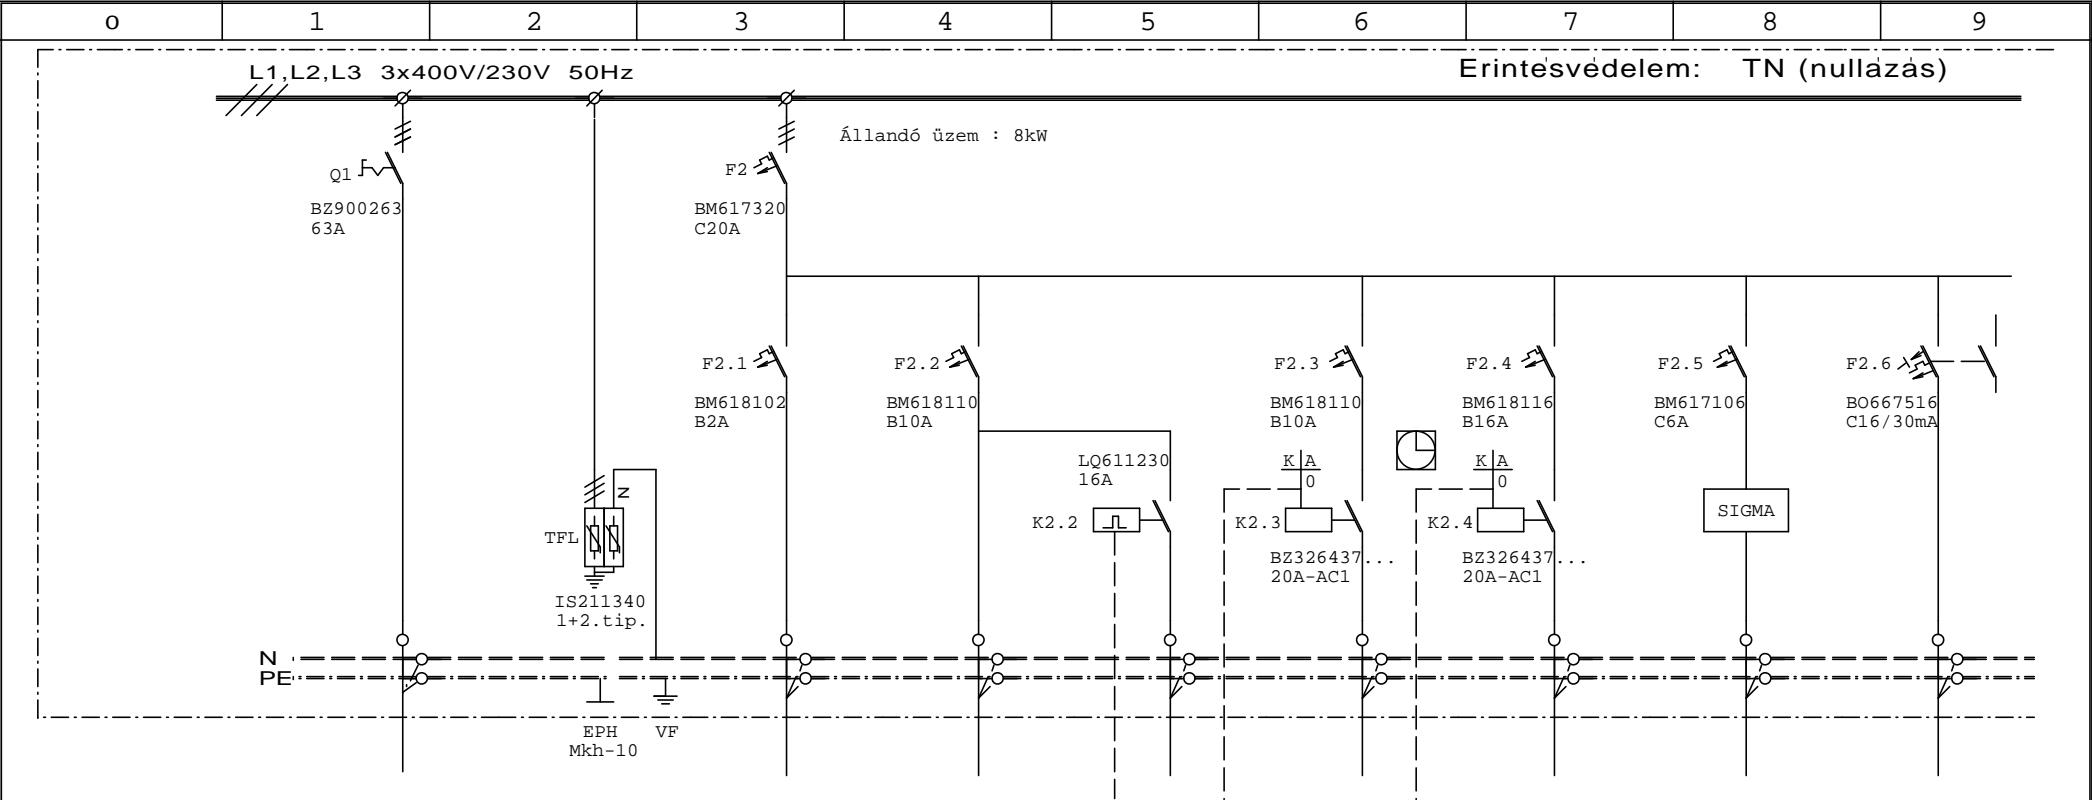 o 1 2 3 4 5 6 7 8 9
L1,L2,L3 3x400V/230V 50Hz
Érintésvédelem: TN (nullázás)
Állandó üzem : 8kW
Q1
BZ900263
63A
F2
BM617320
C20A
F2.1
BM618102
B2A
F2.2
BM618110
B10A
F2.3
BM618110
B10A
F2.4
BM618116
B16A
F2.5
BM617106
C6A
F2.6
BO667516
C16/30mA
LQ611230
16A
K2.2
K A
0
K2.3
BZ326437...
20A-AC1
K A
0
K2.4
BZ326437...
20A-AC1
SIGMA
N
TFL
IS211340
1+2.tip.
N
PE
EPH
Mkh-10
VF